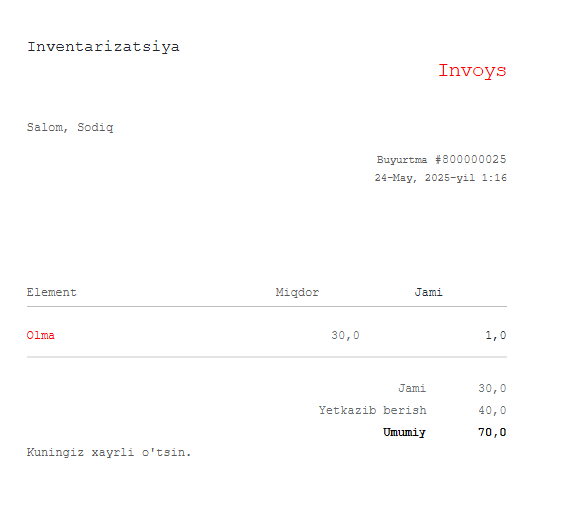 Inventarizatsiya
Invoys
Salom, Sodiq
Buyurtma #800000025
24-May, 2025-yil 1:16
Element Miqdor Jami
Olma 30,0 1,0
Jami 30,0
Yetkazib berish 40,0
Umumiy 70,0
Kuningiz xayrli o'tsin.